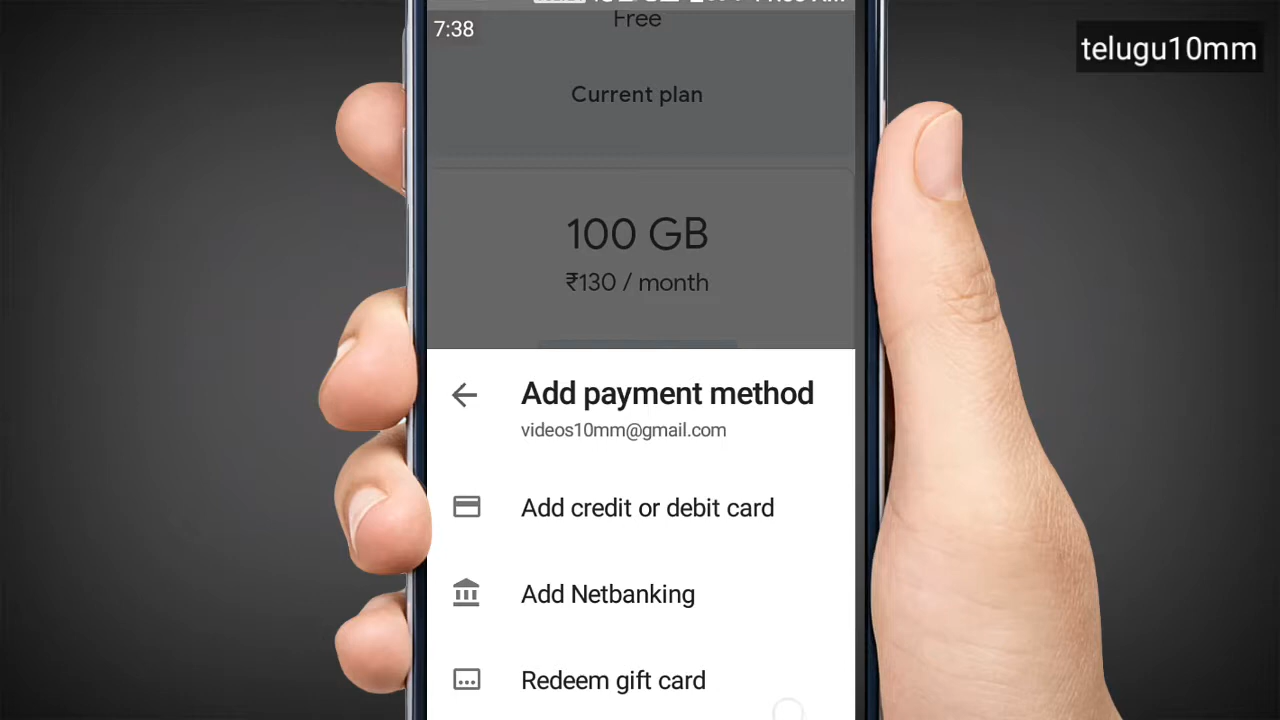 Free
7:38
telugu10mm
Current plan
100 GB
₹130 / month
Add payment method
videos10mm@gmail.com
Add credit or debit card
Add Netbanking
Redeem gift card